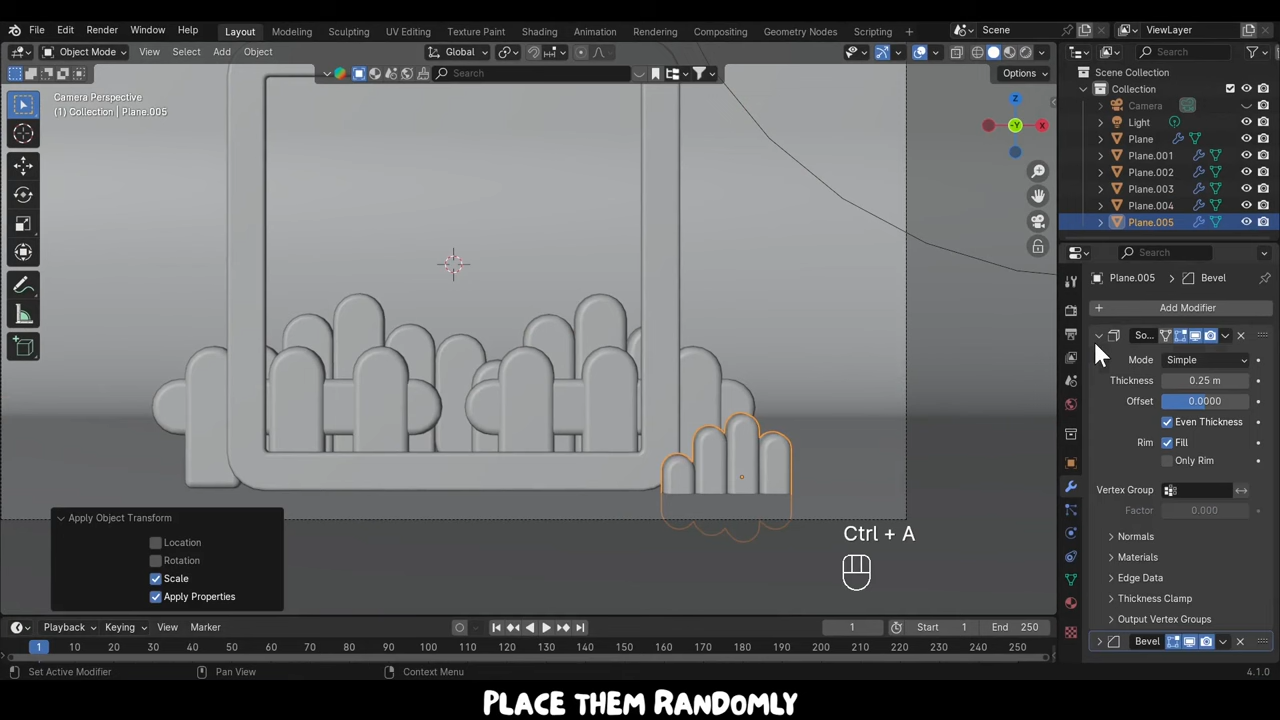 File Edit Render Window Help Layout Modeling Sculpting UV Editing Texture Paint Shading Animation Rendering Compositing Geometry Nodes Scripting Scene ViewLayer
Object Mode View Select Add Object Global Search
Search Options
Camera Perspective
(1) Collection | Plane.005
Z
-Y
X
Scene Collection
Collection
Camera
Light
Plane
Plane.001
Plane.002
Plane.003
Plane.004
Plane.005
Search
Plane.005 Bevel
Add Modifier
So...
Mode Simple
Thickness 0.25 m
Offset 0.0000
Even Thickness
Rim Fill
Only Rim
Vertex Group
Factor 0.000
Normals
Materials
Edge Data
Thickness Clamp
Output Vertex Groups
Bevel
Apply Object Transform
Location
Rotation
Scale
Apply Properties
Ctrl + A
Playback Keying View Marker 1 Start 1 End 250
1 10 20 30 40 50 60 70 80 90 100 110 120 130 140 150 160 170 180 190 200 210 220 230 240 250
Set Active Modifier Pan View Context Menu 4.1.0
PLACE THEM RANDOMLY